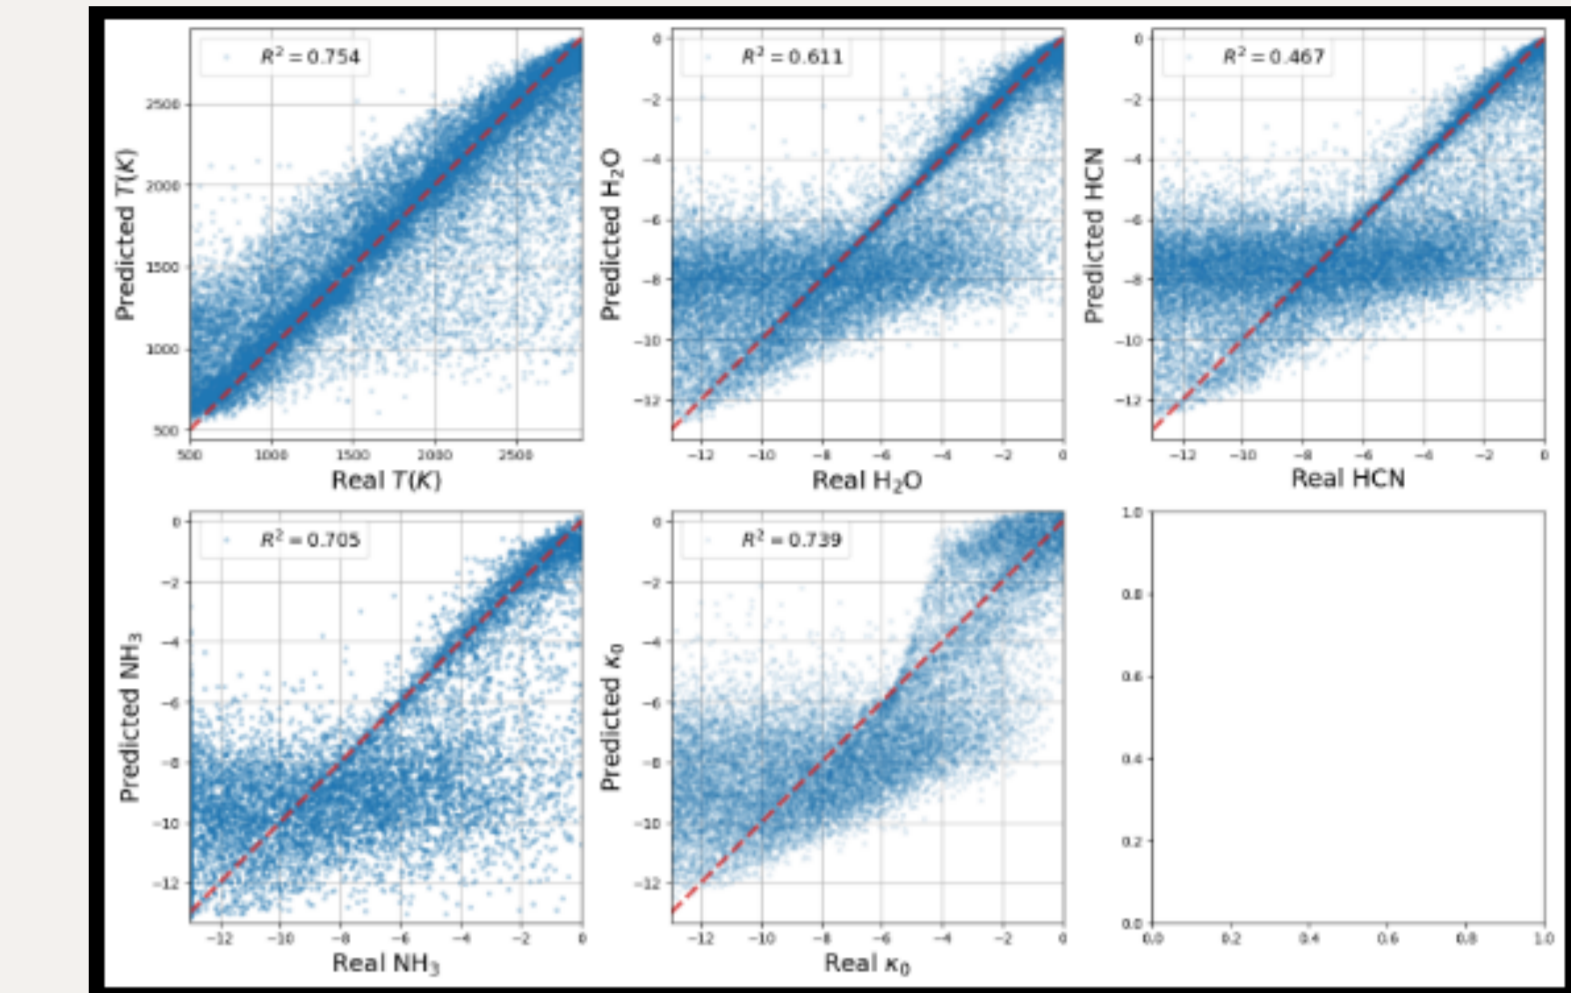 R² = 0.754
Predicted T(K)
2500
2000
1500
1000
500
500 1000 1500 2000 2500
Real T(K)
R² = 0.611
Predicted H₂O
0
−2
−4
−6
−8
−10
−12
−12 −10 −8 −6 −4 −2 0
Real H₂O
R² = 0.467
Predicted HCN
0
−2
−4
−6
−8
−10
−12
−12 −10 −8 −6 −4 −2 0
Real HCN
R² = 0.705
Predicted NH₃
0
−2
−4
−6
−8
−10
−12
−12 −10 −8 −6 −4 −2 0
Real NH₃
R² = 0.739
Predicted κ₀
0
−2
−4
−6
−8
−10
−12
−12 −10 −8 −6 −4 −2 0
Real κ₀
1.0
0.8
0.6
0.4
0.2
0.0
0.0 0.2 0.4 0.6 0.8 1.0